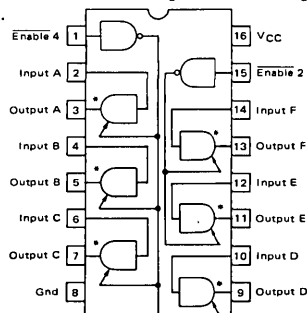 Enable 4 1
16 VCC
Input A 2
15 Enable 2
Output A 3 *
14 Input F
Input B 4
* 13 Output F
Output B 5 *
12 Input E
Input C 6
* 11 Output E
Output C 7 *
10 Input D
Gnd 8
* 9 Output D